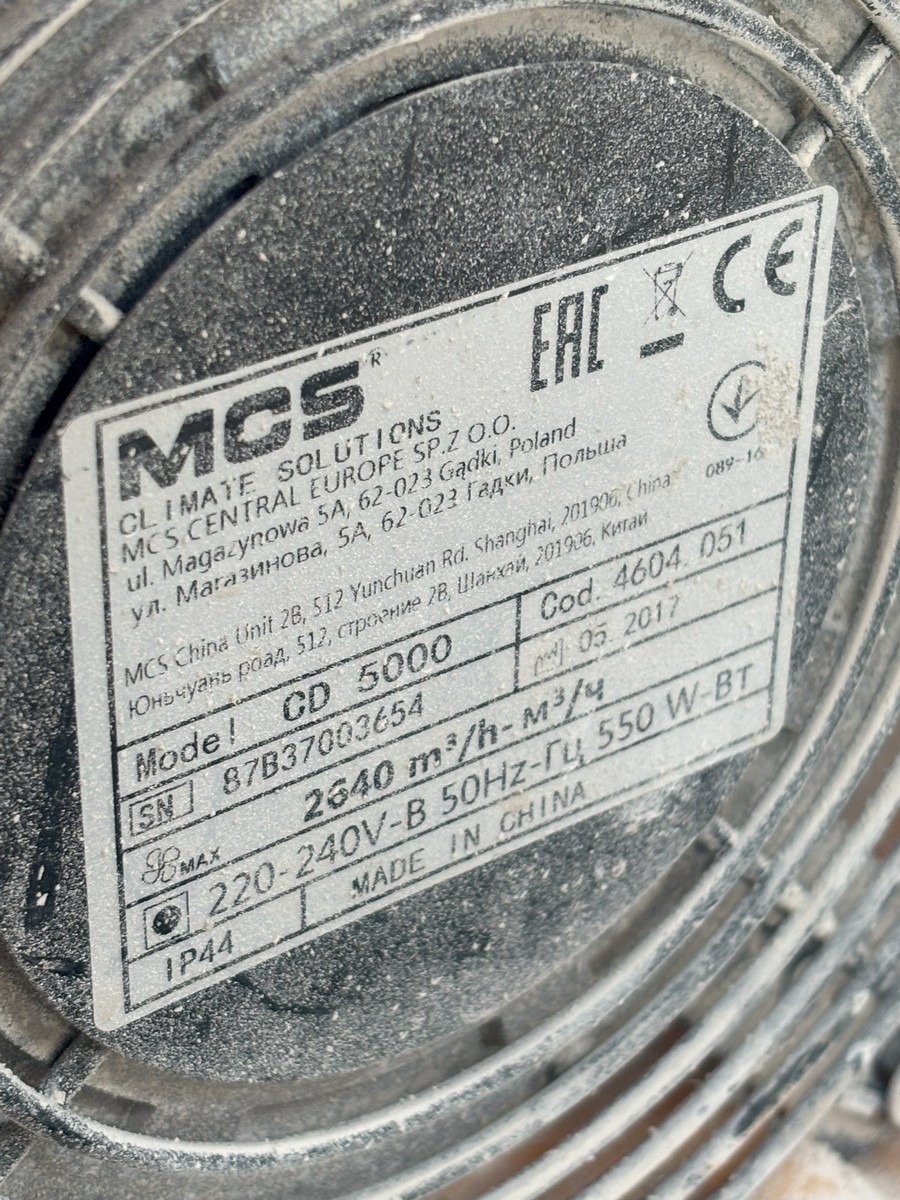 MCS®
EAC
CE
CLIMATE SOLUTIONS
MCS CENTRAL EUROPE SP.Z O.O.
ul. Magazynowa 5A, 62-023 Gądki, Poland
ул. Магазинова, 5A, 62-023 Гадки, Польша
089-16
MCS China Unit 2B, 512 Yunchuan Rd. Shanghai, 201906, China
Юньчуань роад, 512, строение 2B, Шанхай, 201906, Китай
Model CD 5000
Cod. 4604.051
SN 87B37003654
05. 2017
MAX 2640 m³/h-м³/ч
220-240V-В 50Hz-Гц 550 W-Вт
IP44 MADE IN CHINA